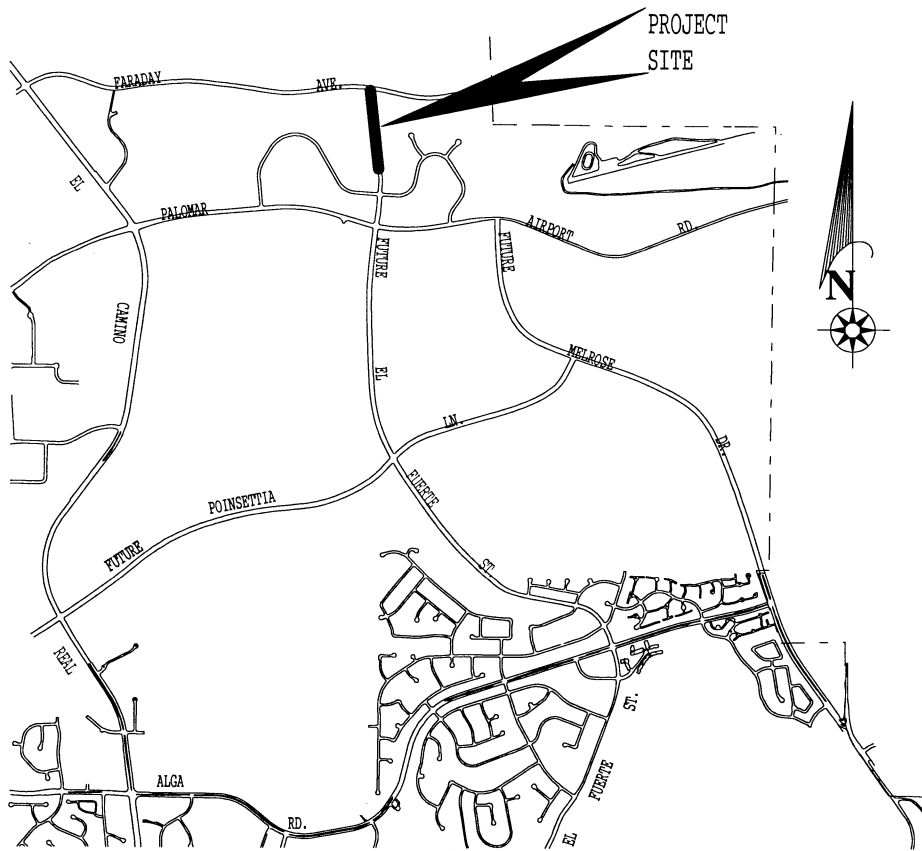 PROJECT
SITE
FARADAY
AVE.
EL
PALOMAR
AIRPORT
RD.
FUTURE
FUTURE
N
CAMINO
MELROSE
EL
LN.
DR.
FUERTE
POINSETTIA
FUTURE
ST.
REAL
ST.
ALGA
FUERTE
RD.
EL